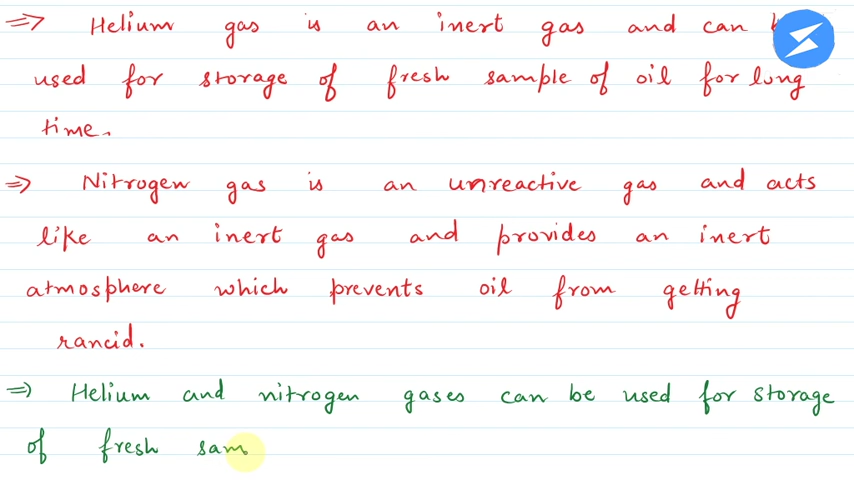 => Helium gas is an inert gas and can
used for storage of fresh sample of oil for long
time.
=> Nitrogen gas is an unreactive gas and acts
like an inert gas and provides an inert
atmosphere which prevents oil from getting
rancid.
=> Helium and nitrogen gases can be used for storage
of fresh sam